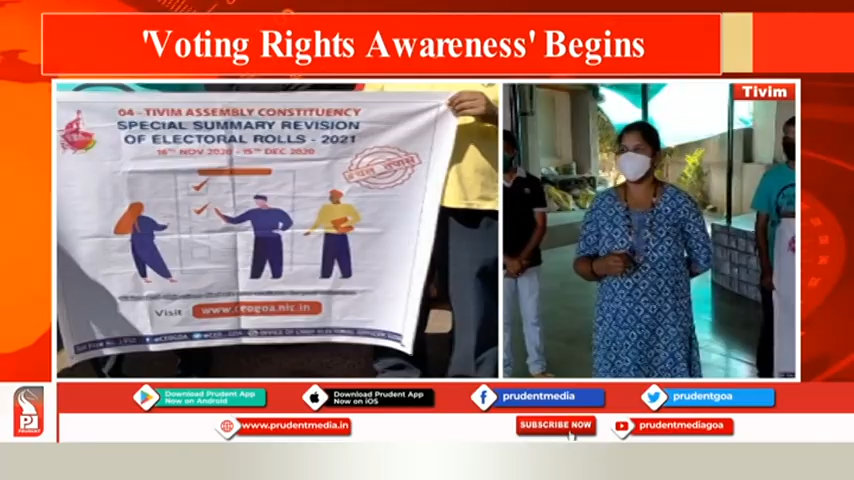 'Voting Rights Awareness' Begins
Tivim
04 - TIVIM ASSEMBLY CONSTITUENCY
SPECIAL SUMMARY REVISION
OF ELECTORAL ROLLS - 2021
16TH NOV 2020 - 15TH DEC 2020
Visit www.ceogoa.nic.in
Download Prudent App
Now on Android
Download Prudent App
Now on iOS
prudentmedia
prudentgoa
PRUDENT
www.prudentmedia.in
SUBSCRIBE NOW
prudentmediagoa